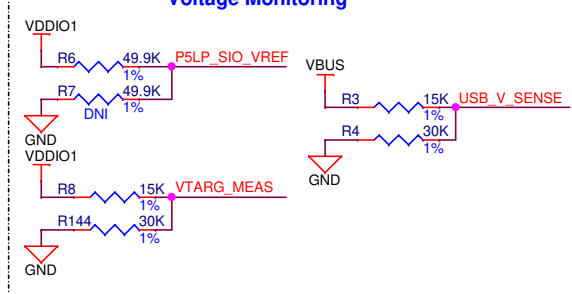 Voltage Monitoring
VDDIO1
R6 49.9K P5LP_SIO_VREF
1%
R7 49.9K
DNI 1%
GND
VDDIO1
R8 15K VTARG_MEAS
1%
R144 30K
1%
GND
VBUS
R3 15K USB_V_SENSE
1%
R4 30K
1%
GND